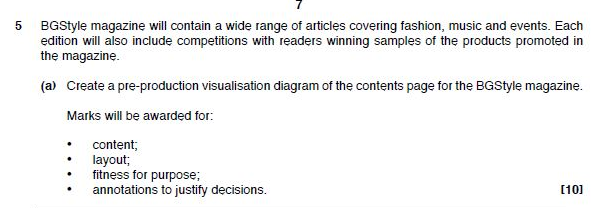 7
5 BGStyle magazine will contain a wide range of articles covering fashion, music and events. Each
edition will also include competitions with readers winning samples of the products promoted in
the magazine.
(a) Create a pre-production visualisation diagram of the contents page for the BGStyle magazine.
Marks will be awarded for:
• content;
• layout;
• fitness for purpose;
• annotations to justify decisions. [10]